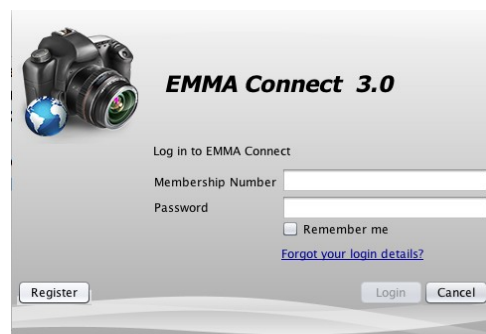 EMMA Connect 3.0
Log in to EMMA Connect
Membership Number
Password
Remember me
Forgot your login details?
Register Login Cancel